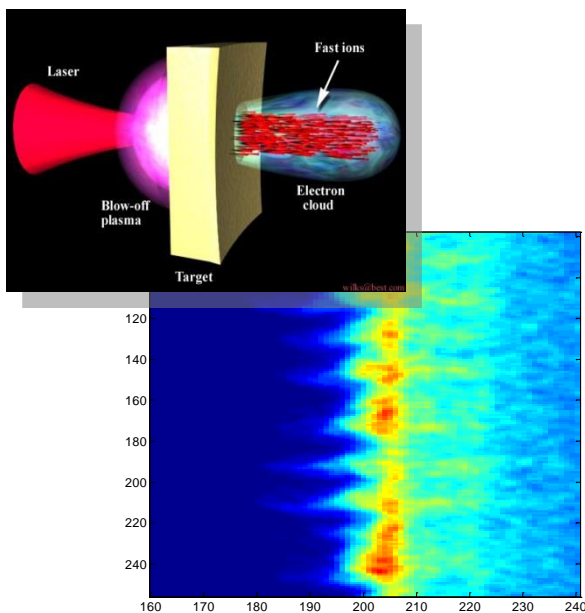 Fast ions
Laser
Electron
cloud
Blow-off
plasma
Target
wilks@best.com
120
140
160
180
200
220
240
160 170 180 190 200 210 220 230 240